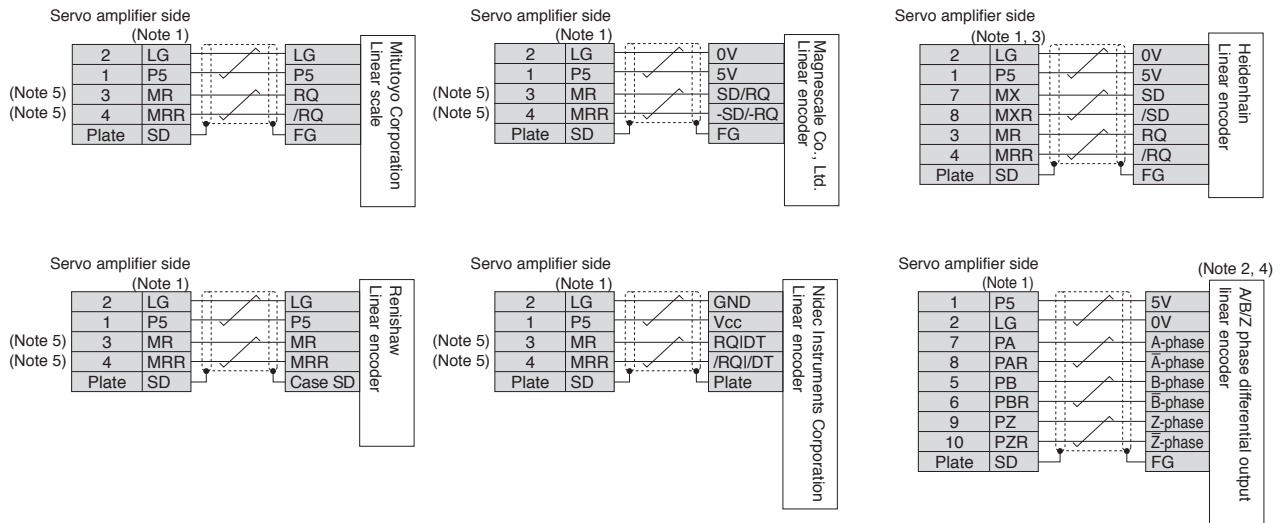 Servo amplifier side
(Note 1)
2 LG LG
1 P5 P5
(Note 5) 3 MR RQ
(Note 5) 4 MRR /RQ
Plate SD FG
Mitutoyo Corporation
Linear scale
Servo amplifier side
(Note 1)
2 LG 0V
1 P5 5V
(Note 5) 3 MR SD/RQ
(Note 5) 4 MRR -SD/-RQ
Plate SD FG
Magnescale Co., Ltd.
Linear encoder
Servo amplifier side
(Note 1, 3)
2 LG 0V
1 P5 5V
7 MX SD
8 MXR /SD
3 MR RQ
4 MRR /RQ
Plate SD FG
Heidenhain
Linear encoder
Servo amplifier side
(Note 1)
2 LG LG
1 P5 P5
(Note 5) 3 MR MR
(Note 5) 4 MRR MRR
Plate SD Case SD
Renishaw
Linear encoder
Servo amplifier side
(Note 1)
2 LG GND
1 P5 Vcc
(Note 5) 3 MR RQIDT
(Note 5) 4 MRR /RQI/DT
Plate SD Plate
Nidec Instruments Corporation
Linear encoder
Servo amplifier side
(Note 1)
(Note 2, 4)
1 P5 5V
2 LG 0V
7 PA A-phase
8 PAR A̅-phase
5 PB B-phase
6 PBR B̅-phase
9 PZ Z-phase
10 PZR Z̅-phase
Plate SD FG
A/B/Z phase differential output
linear encoder